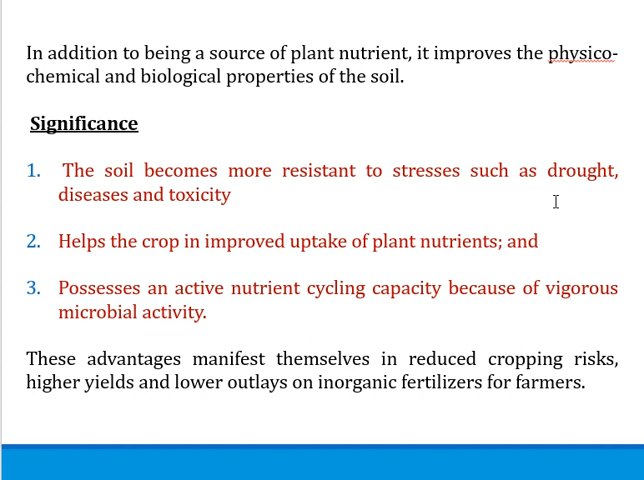 In addition to being a source of plant nutrient, it improves the physico-
chemical and biological properties of the soil.
Significance
1. The soil becomes more resistant to stresses such as drought,
diseases and toxicity
2. Helps the crop in improved uptake of plant nutrients; and
3. Possesses an active nutrient cycling capacity because of vigorous
microbial activity.
These advantages manifest themselves in reduced cropping risks,
higher yields and lower outlays on inorganic fertilizers for farmers.